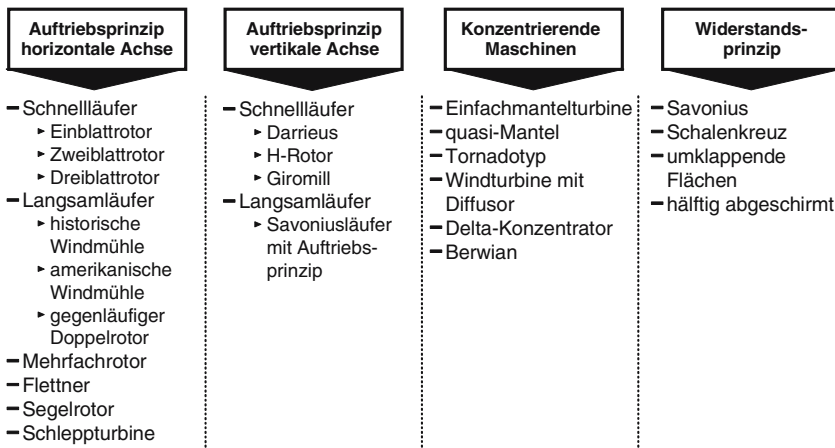 Auftriebsprinzip
horizontale Achse
– Schnellläufer
▸ Einblattrotor
▸ Zweiblattrotor
▸ Dreiblattrotor
– Langsamläufer
▸ historische
Windmühle
▸ amerikanische
Windmühle
▸ gegenläufiger
Doppelrotor
– Mehrfachrotor
– Flettner
– Segelrotor
– Schleppturbine
Auftriebsprinzip
vertikale Achse
– Schnellläufer
▸ Darrieus
▸ H-Rotor
▸ Giromill
– Langsamläufer
▸ Savoniusläufer
mit Auftriebs-
prinzip
Konzentrierende
Maschinen
– Einfachmantelturbine
– quasi-Mantel
– Tornadotyp
– Windturbine mit
Diffusor
– Delta-Konzentrator
– Berwian
Widerstands-
prinzip
– Savonius
– Schalenkreuz
– umklappende
Flächen
– hälftig abgeschirmt